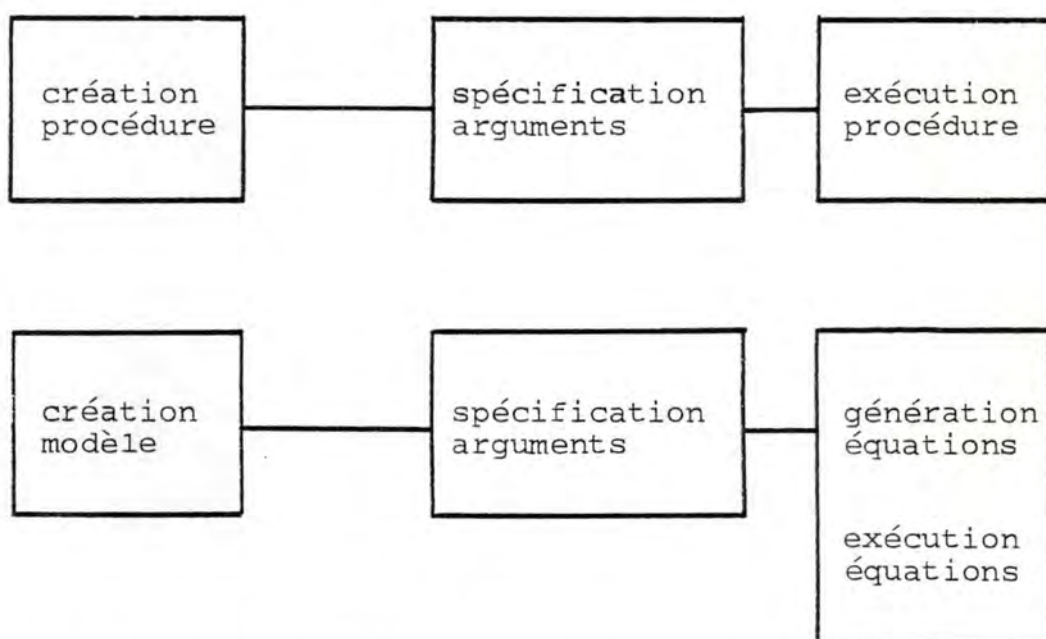 création
procédure
spécification
arguments
exécution
procédure
création
modèle
spécification
arguments
génération
équations
exécution
équations